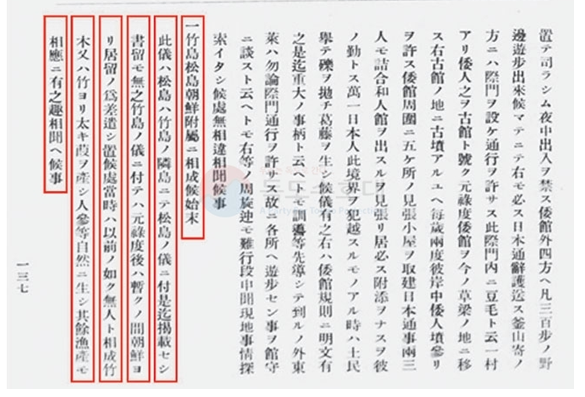 置テ司ラシム夜中出入ヲ禁ス倭館外四方ヘ凡三百歩ノ野
邊遊歩出來候マテニテ右モ必ス日本通辭護送ス釜山寄ノ
方ニハ際門ヲ設ケ通行ヲ許サス此際門内ニ豆毛ト云一村
アリ倭人之ヲ古館ト號ク元祿度倭館ヲ今ノ草梁ノ地ニ移
ス右古館ノ地ニ古墳アルユヘ毎歳兩度彼岸中倭人墳參リ
ヲ許ス倭館周圍ニ五ケ所ノ見張小屋ヲ取建日本通事兩三
人モ詰合和人館ヲ出スルヲ見張リ居必ス附添ヲナスヲ彼
ノ勤トス萬一日本人此境界ヲ犯越スルモノアル時ハ土民
擧テ礫ヲ拋チ葛藤ヲ生シ候儀有之右ハ倭館規則ニ明文有
之是迄重大ノ事柄ト云ヘトモ訓導等先導シテ到ルノ外東
萊ハ勿論際門通行ヲ許サス故ニ各所ヘ遊歩セン事ヲ館守
ニ談スト云ヘトモ右等周旋迚モ難行段申聞現地事情探
索イタシ候處無相違相聞候事
一竹島松島朝鮮附屬ニ相成候始末
此儀ハ松島ハ竹島ノ隣島ニテ松島ノ儀ニ付是迄掲載セシ
書留モ無之竹島ノ儀ニ付テハ元祿度後ハ暫クノ間朝鮮ヨ
リ居留ノ爲差遣シ置候處當時ハ以前ノ如ク無人ト相成竹
木又ハ竹ヨリ太キ葭ヲ產シ人參等自然ニ生シ其餘漁產モ
相應ニ有之趣相聞ヘ候事
一三七